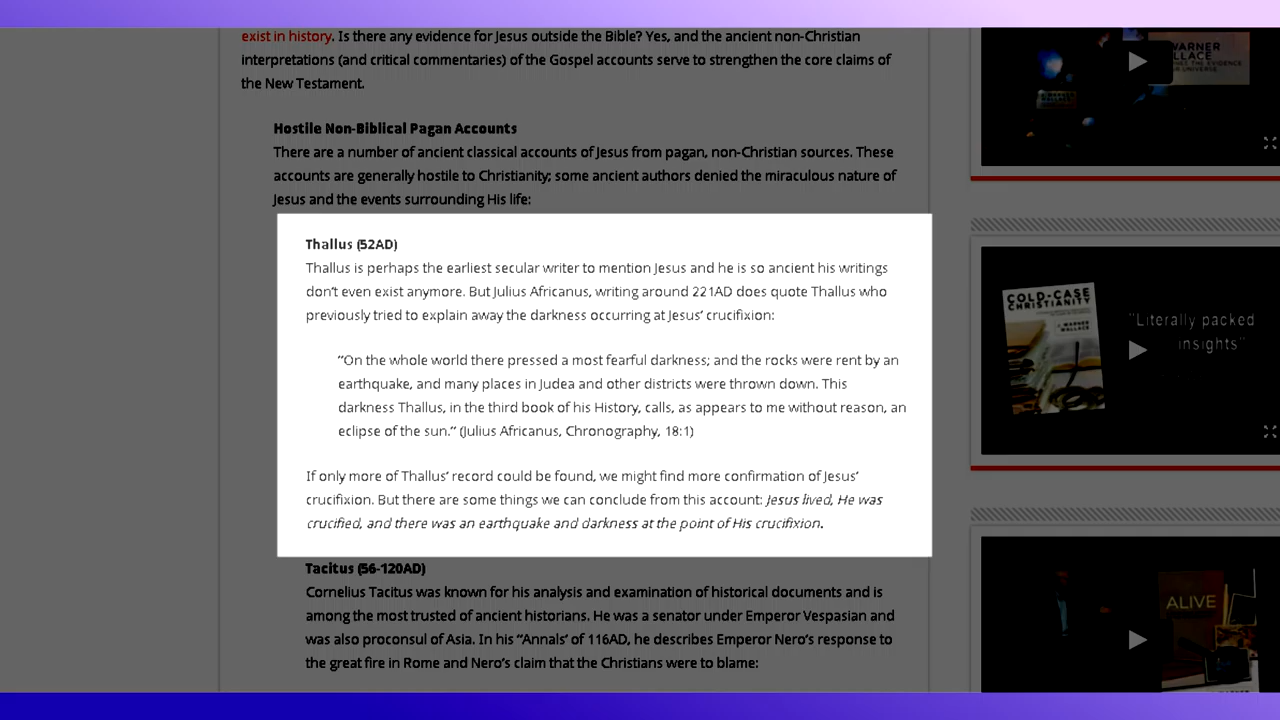 exist in history. Is there any evidence for Jesus outside the Bible? Yes, and the ancient non-Christian
interpretations (and critical commentaries) of the Gospel accounts serve to strengthen the core claims of
the New Testament.
Hostile Non-Biblical Pagan Accounts
There are a number of ancient classical accounts of Jesus from pagan, non-Christian sources. These
accounts are generally hostile to Christianity; some ancient authors denied the miraculous nature of
Jesus and the events surrounding His life:
Thallus (52AD)
Thallus is perhaps the earliest secular writer to mention Jesus and he is so ancient his writings
don't even exist anymore. But Julius Africanus, writing around 221AD does quote Thallus who
previously tried to explain away the darkness occurring at Jesus' crucifixion:
"On the whole world there pressed a most fearful darkness; and the rocks were rent by an
earthquake, and many places in Judea and other districts were thrown down. This
darkness Thallus, in the third book of his History, calls, as appears to me without reason, an
eclipse of the sun." (Julius Africanus, Chronography, 18:1)
If only more of Thallus' record could be found, we might find more confirmation of Jesus'
crucifixion. But there are some things we can conclude from this account: Jesus lived, He was
crucified, and there was an earthquake and darkness at the point of His crucifixion.
Tacitus (56-120AD)
Cornelius Tacitus was known for his analysis and examination of historical documents and is
among the most trusted of ancient historians. He was a senator under Emperor Vespasian and
was also proconsul of Asia. In his "Annals' of 116AD, he describes Emperor Nero's response to
the great fire in Rome and Nero's claim that the Christians were to blame:
WARNER
COLD-CASE
CHRISTIANITY
J. WARNER
WALLACE
"Literally packed
insights"
ALIVE